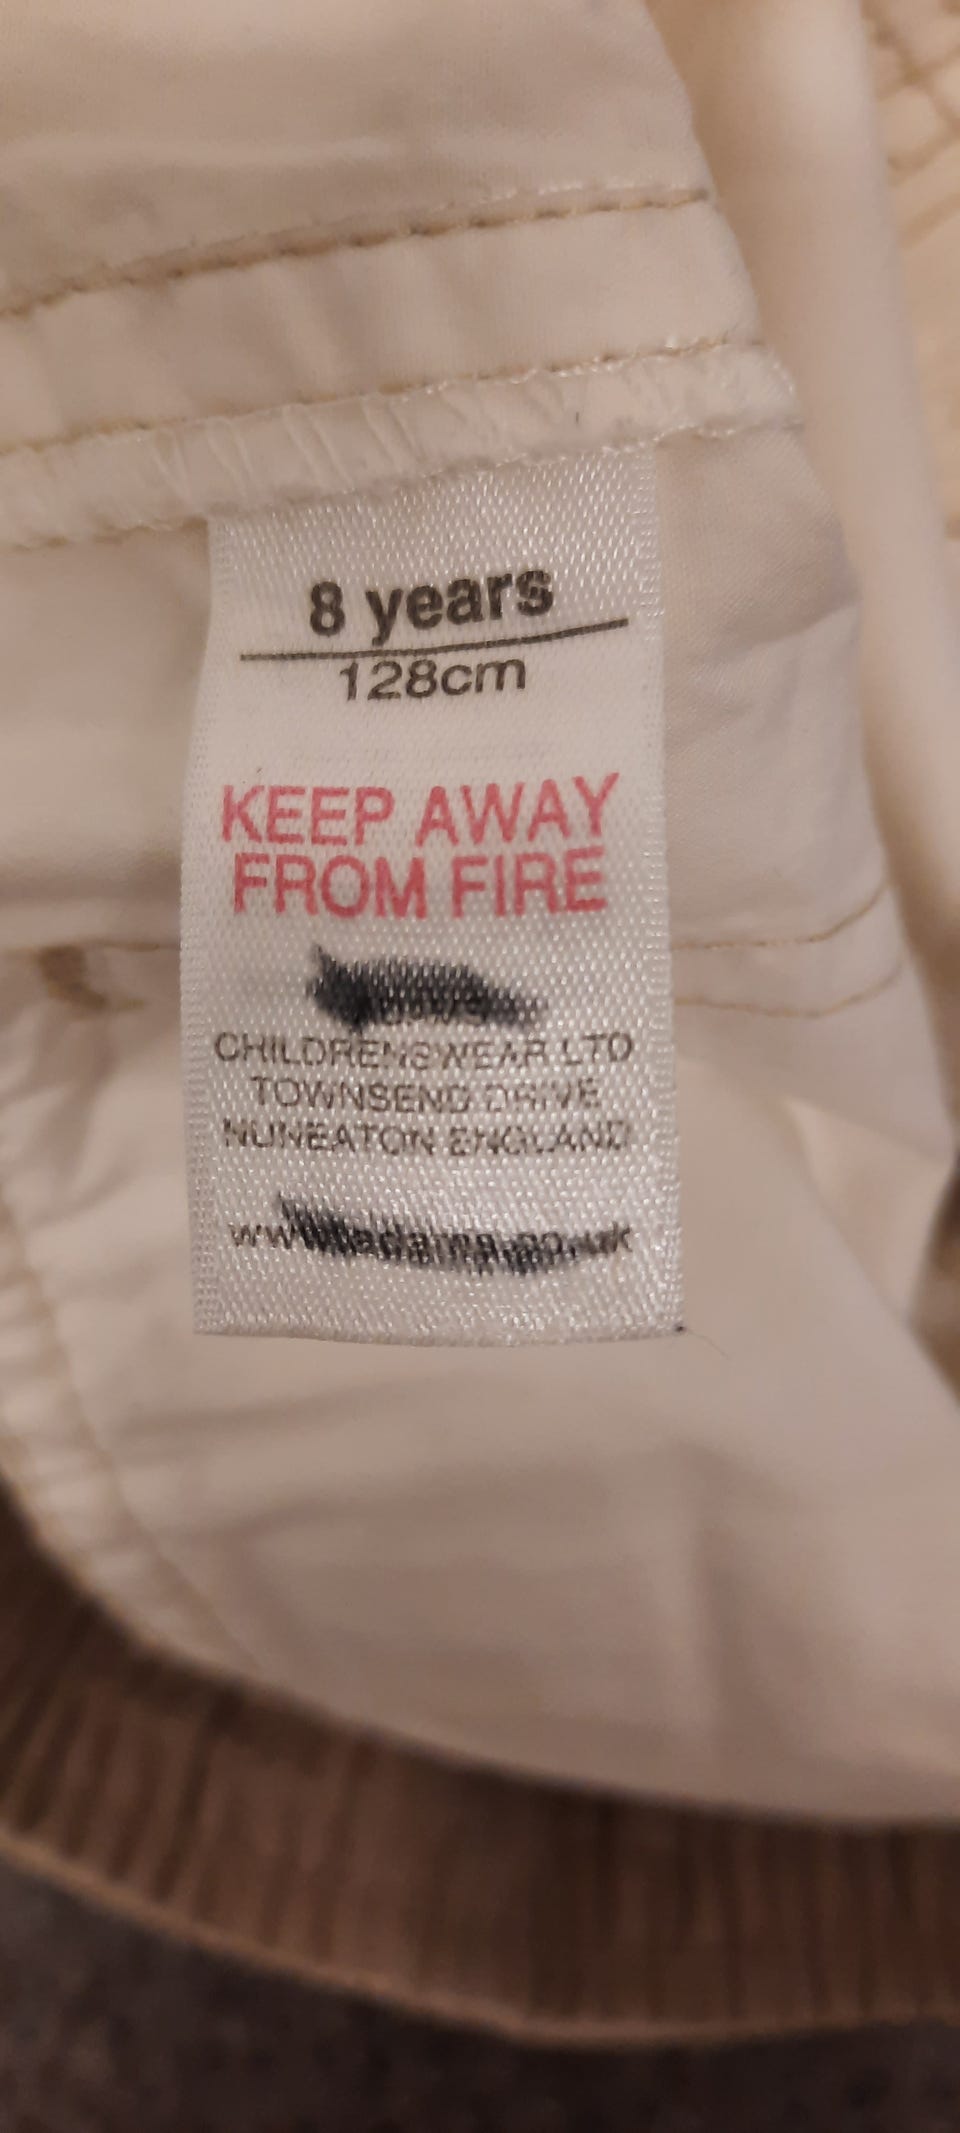 8 years
128cm
KEEP AWAY
FROM FIRE
CHILDRENSWEAR LTD
TOWNSEND DRIVE
NUNEATON ENGLAND